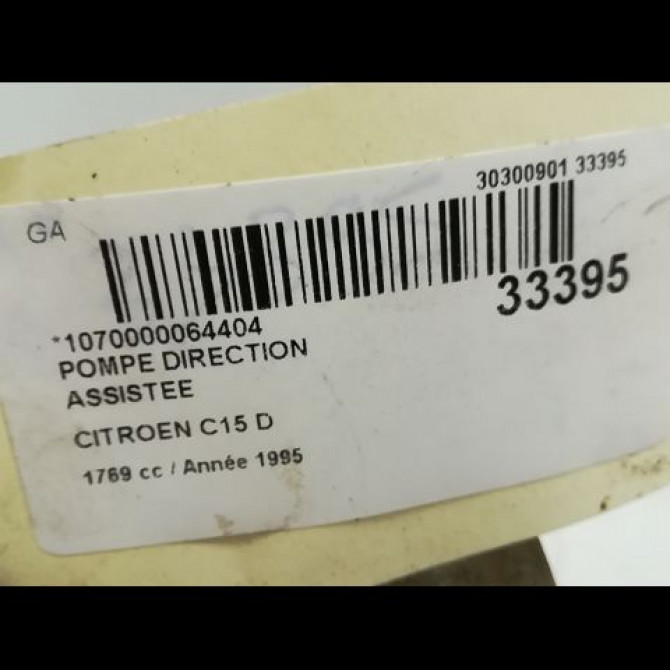 30300901 33395
GA
33395
*1070000064404
POMPE DIRECTION
ASSISTEE
CITROEN C15 D
1769 cc / Année 1995